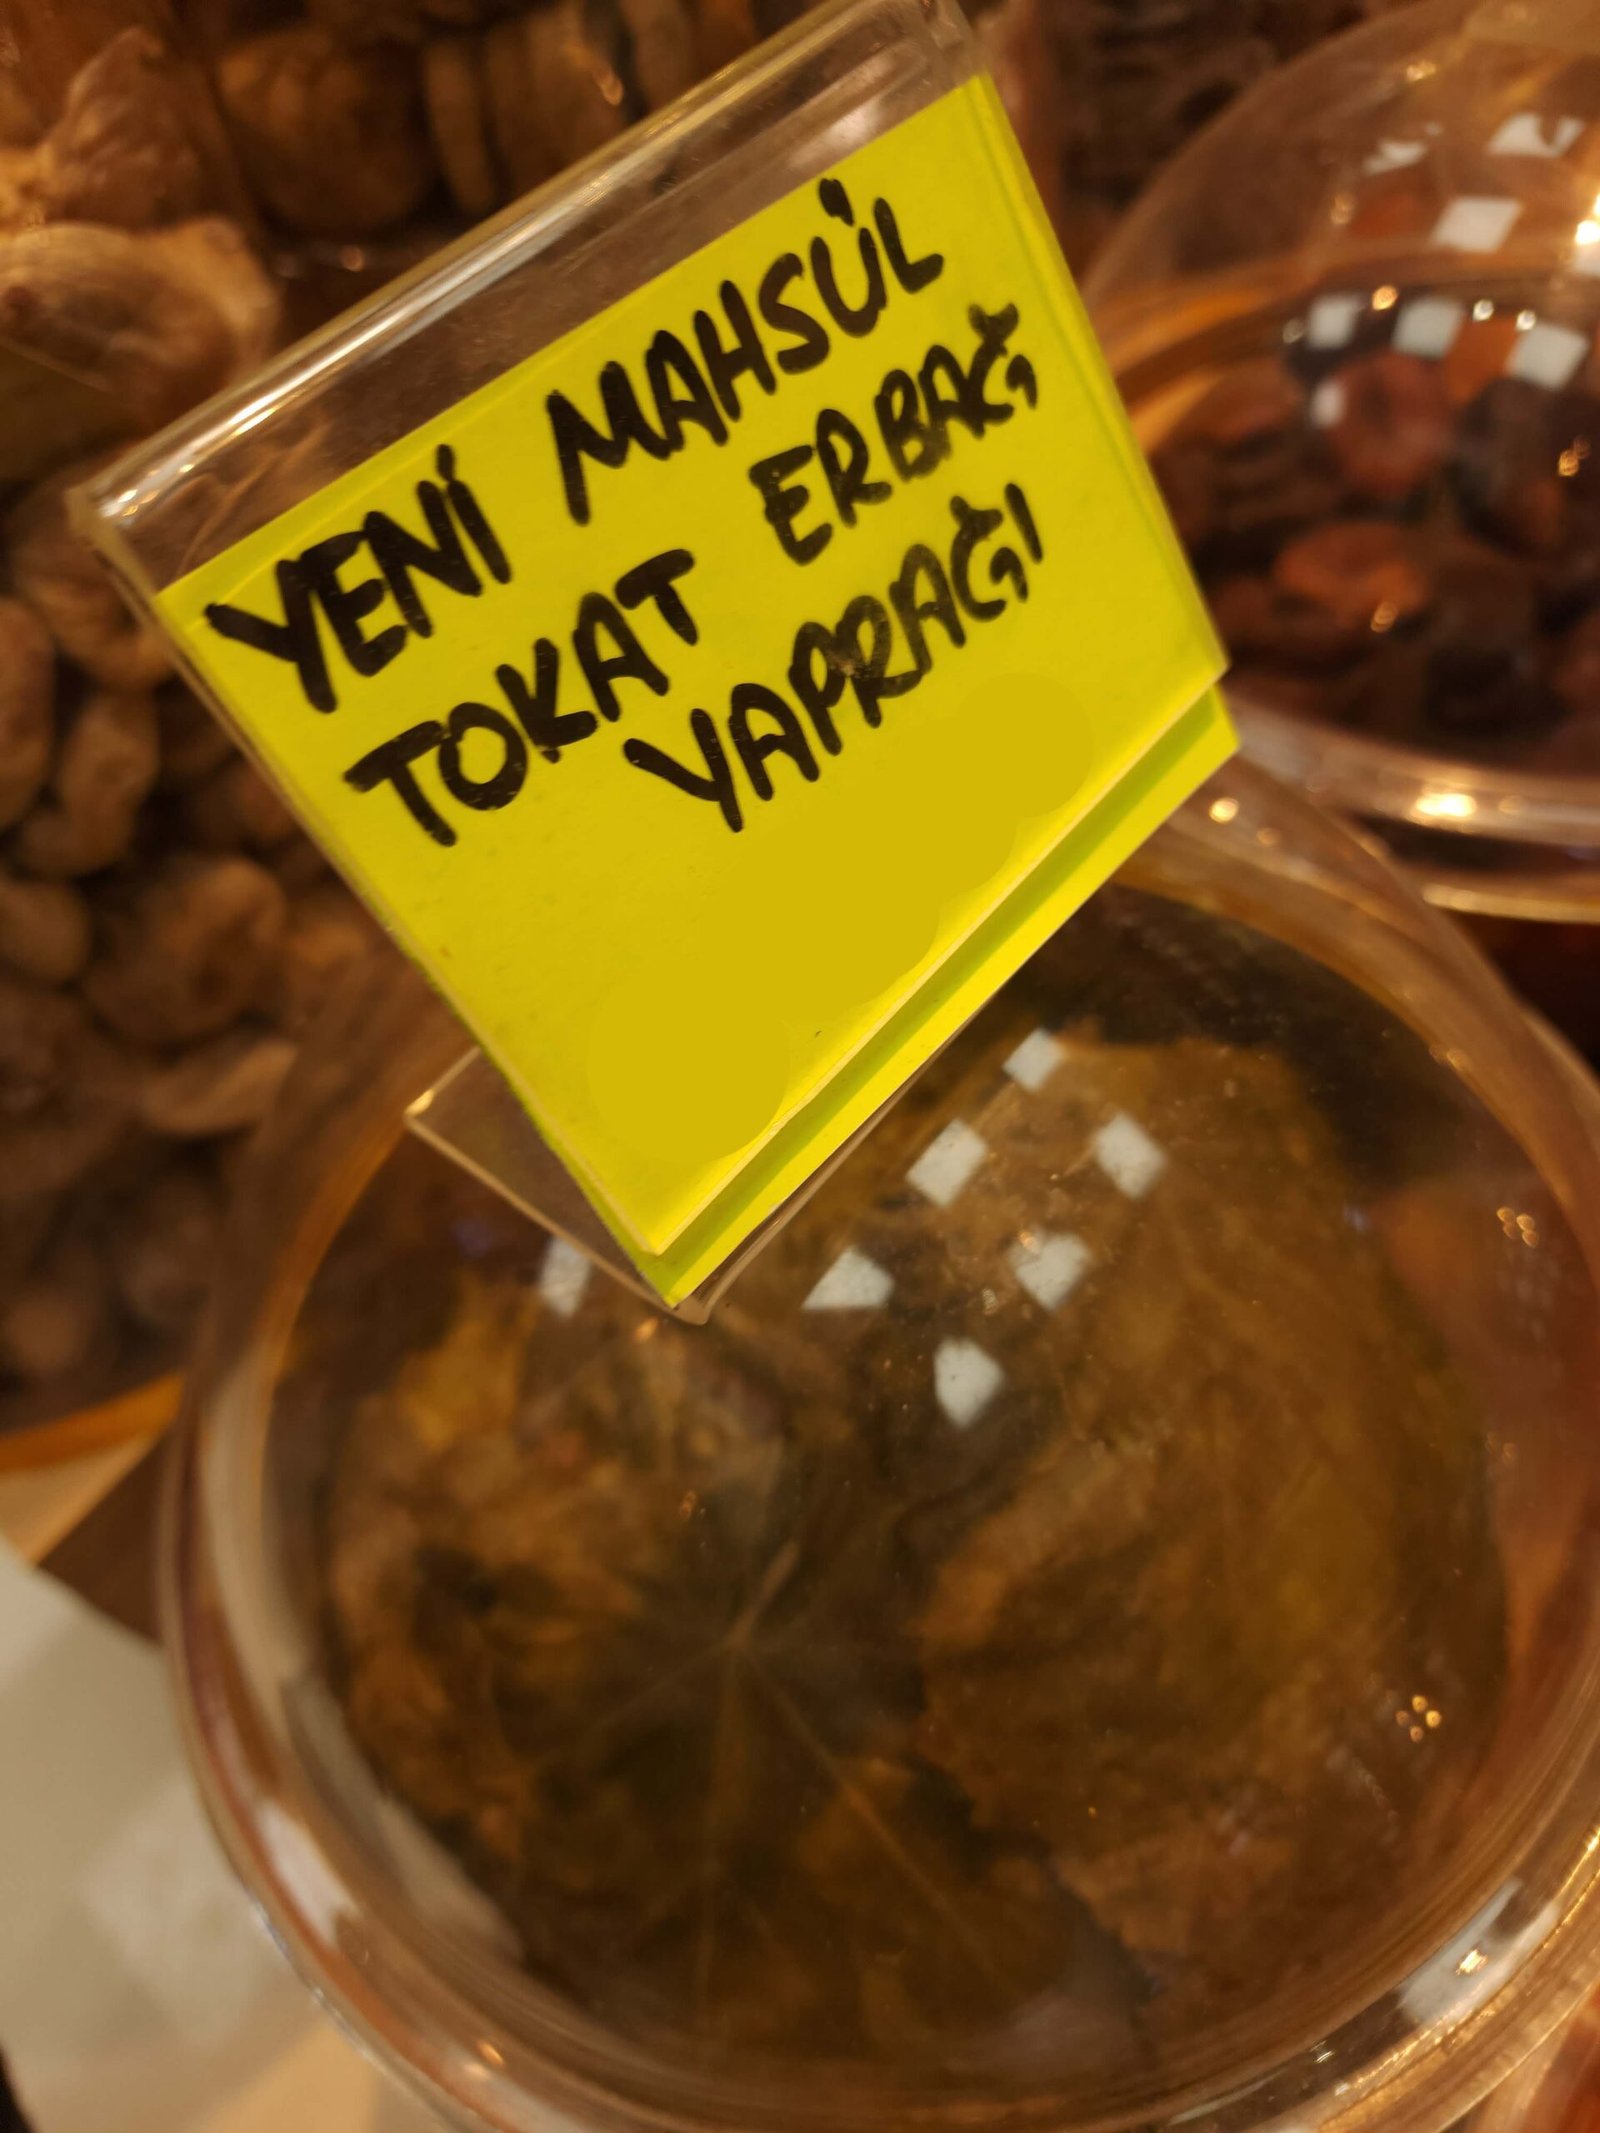 YENİ MAHSÜL
TOKAT ERBAĞ
YAPRAĞI